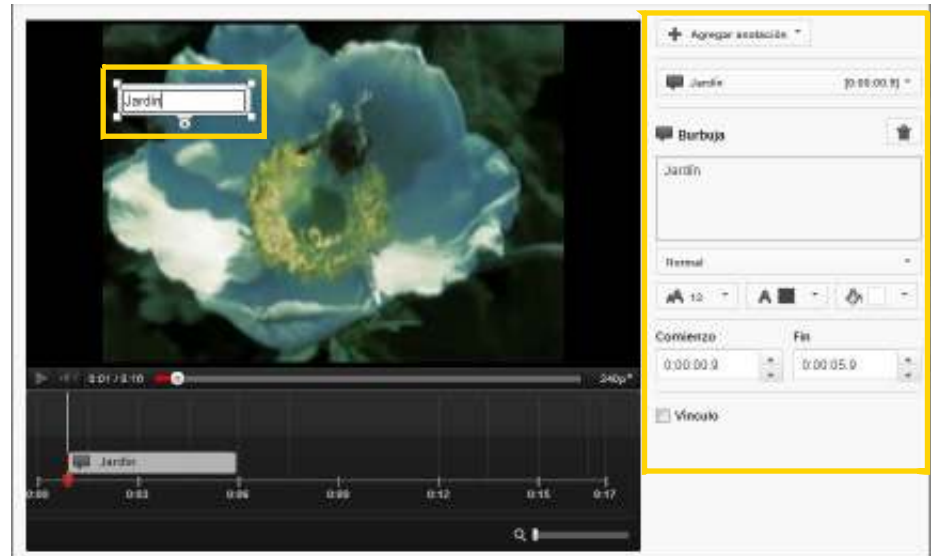 Jardín
0:01 / 0:18
240p
Jardín
0:00
0:03
0:06
0:09
0:12
0:15
0:17
Agregar anotación
Jardín [0:00:00.9]
Burbuja
Jardín
Normal
12
A
Comienzo Fin
0:00:00.9 0:00:05.9
Vínculo